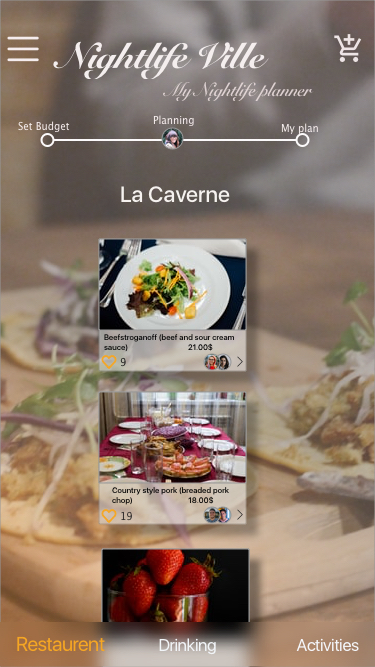 Nightlife Ville
My Nightlife planner
Set Budget
Planning
My plan
La Caverne
Beefstroganoff (beef and sour cream
sauce) 21.00$
9
Country style pork (breaded pork
chop) 18.00$
19
Restaurent Drinking Activities